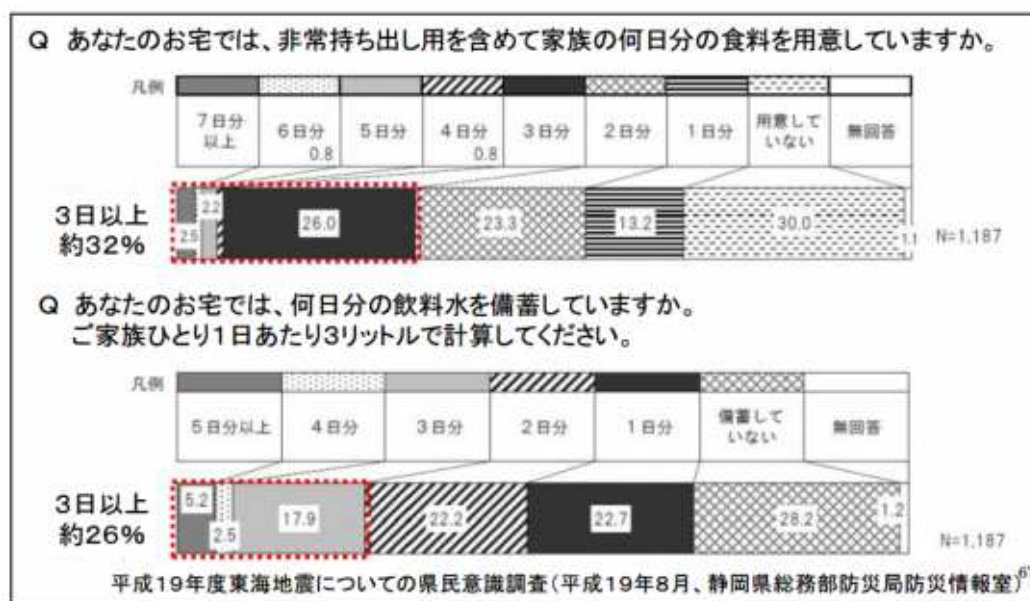 Q あなたのお宅では、非常持ち出し用を含めて家族の何日分の食料を用意していますか。
凡例
7日分以上 6日分 5日分 4日分 3日分 2日分 1日分 用意していない 無回答
0.8 0.8
3日以上
約32%
2.5 2.2 26.0 23.3 13.2 30.0 1.1 N=1,187
Q あなたのお宅では、何日分の飲料水を備蓄していますか。
ご家族ひとり1日あたり3リットルで計算してください。
凡例
5日分以上 4日分 3日分 2日分 1日分 備蓄していない 無回答
3日以上
約26%
5.2 2.5 17.9 22.2 22.7 28.2 1.2 N=1,187
平成19年度東海地震についての県民意識調査(平成19年8月、静岡県総務部防災局防災情報室)